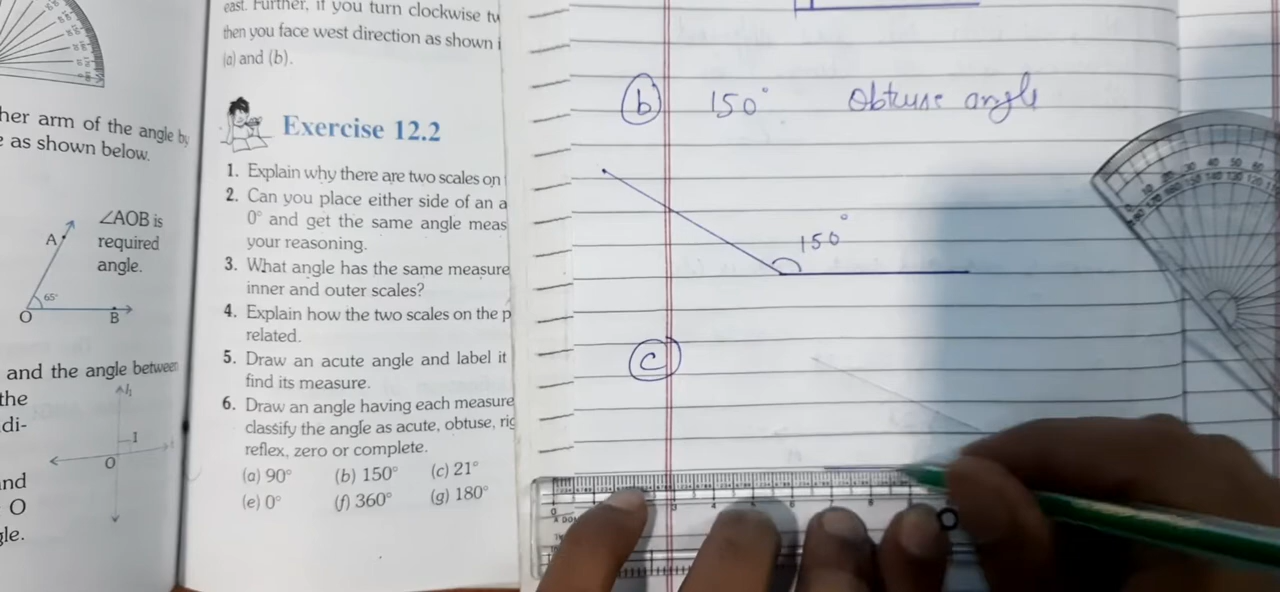 east. Further, if you turn clockwise tw
then you face west direction as shown i
(a) and (b).
her arm of the angle by
e as shown below.
∠AOB is
required
angle.
A
65°
O
B
and the angle between
the
di-
l
O
nd
O
gle.
Exercise 12.2
1. Explain why there are two scales on
2. Can you place either side of an a
0° and get the same angle meas
your reasoning.
3. What angle has the same measure
inner and outer scales?
4. Explain how the two scales on the p
related.
5. Draw an acute angle and label it
find its measure.
6. Draw an angle having each measure
classify the angle as acute, obtuse, rig
reflex, zero or complete.
(a) 90° (b) 150° (c) 21°
(e) 0° (f) 360° (g) 180°
(b) 150° Obtuse angle
150°
(c)